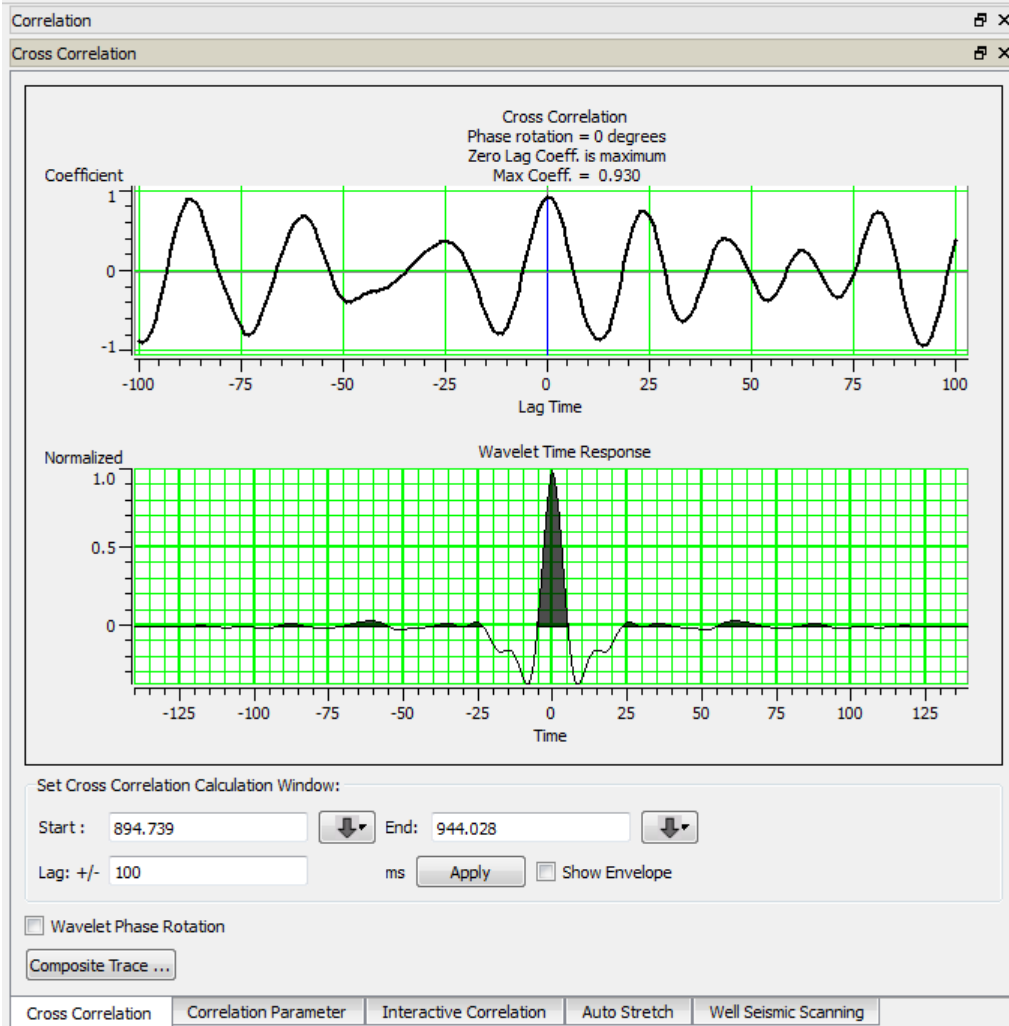 Correlation
Cross Correlation
Cross Correlation
Phase rotation = 0 degrees
Zero Lag Coeff. is maximum
Coefficient Max Coeff. = 0.930
1
0
-1
-100 -75 -50 -25 0 25 50 75 100
Lag Time
Normalized Wavelet Time Response
1.0
0.5
0
-125 -100 -75 -50 -25 0 25 50 75 100 125
Time
Set Cross Correlation Calculation Window:
Start : 894.739 End: 944.028
Lag: +/- 100 ms Apply Show Envelope
Wavelet Phase Rotation
Composite Trace ...
Cross Correlation Correlation Parameter Interactive Correlation Auto Stretch Well Seismic Scanning